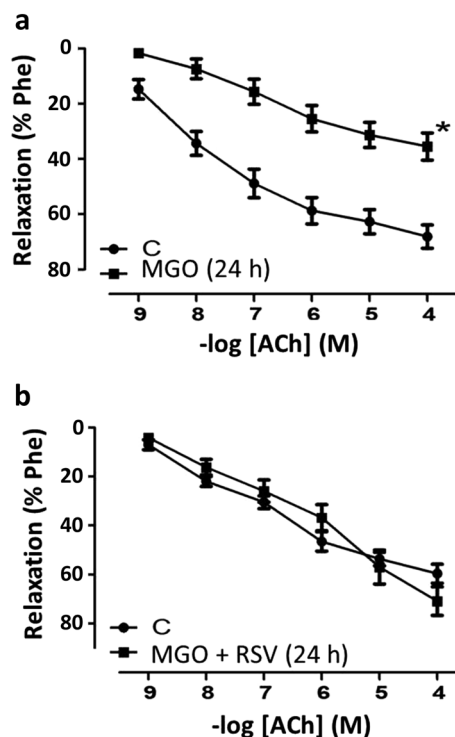 a
Relaxation (% Phe)
0
20
40
60
80
C
MGO (24 h)
*
9 8 7 6 5 4
-log [ACh] (M)
b
Relaxation (% Phe)
0
20
40
60
80
C
MGO + RSV (24 h)
9 8 7 6 5 4
-log [ACh] (M)